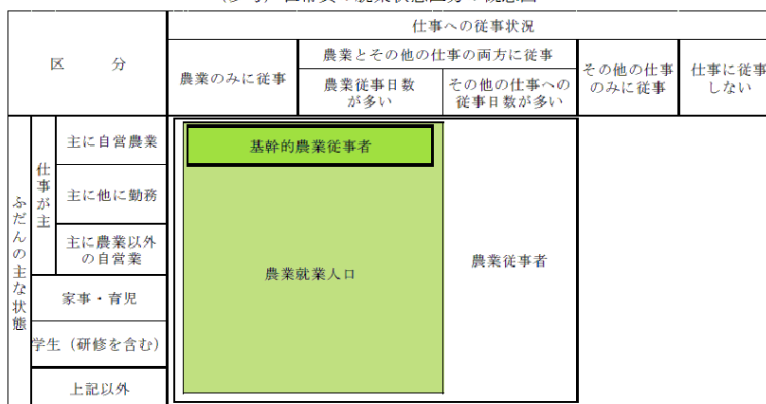 仕事への従事状況
区　　分
農業とその他の仕事の両方に従事
農業のみに従事
その他の仕事
のみに従事
仕事に従事
しない
農業従事日数
が多い
その他の仕事への
従事日数が多い
ふだんの主な状態
仕事が主
主に自営農業
基幹的農業従事者
主に他に勤務
主に農業以外
の自営業
農業就業人口
農業従事者
家事・育児
学生（研修を含む）
上記以外